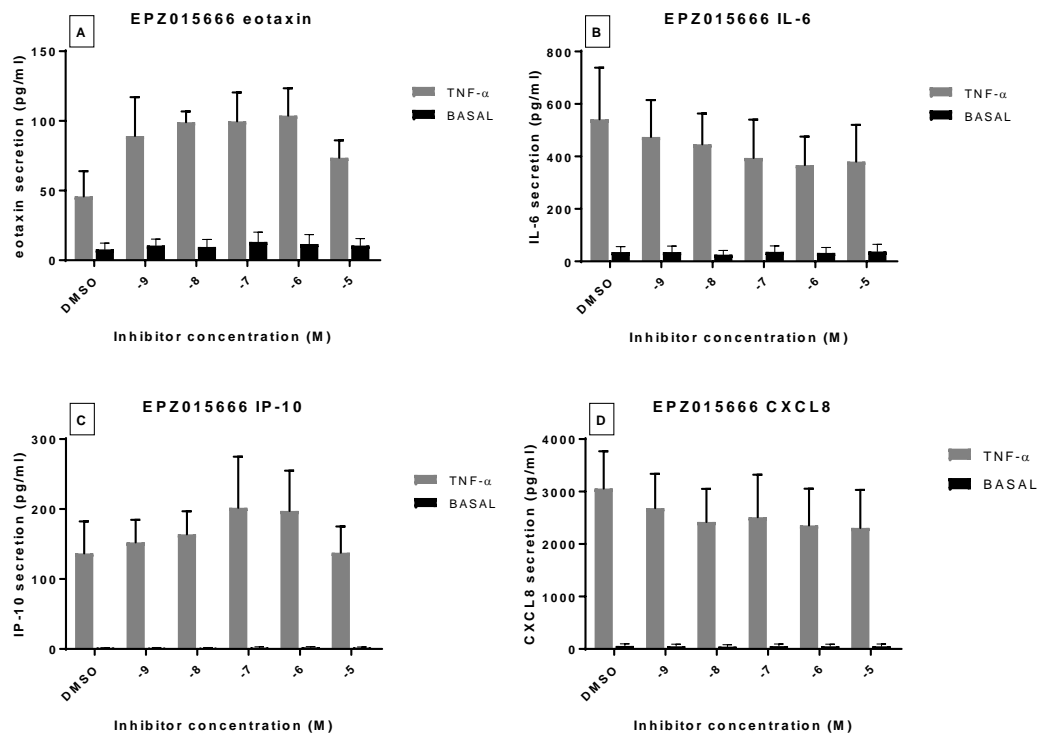 A
EPZ015666 eotaxin
eotaxin secretion (pg/ml)
150
100
50
0
DMSO
-9
-8
-7
-6
-5
Inhibitor concentration (M)
TNF-α
BASAL
B
EPZ015666 IL-6
IL-6 secretion (pg/ml)
800
600
400
200
0
DMSO
-9
-8
-7
-6
-5
Inhibitor concentration (M)
TNF-α
BASAL
C
EPZ015666 IP-10
IP-10 secretion (pg/ml)
300
200
100
0
DMSO
-9
-8
-7
-6
-5
Inhibitor concentration (M)
TNF-α
BASAL
D
EPZ015666 CXCL8
CXCL8 secretion (pg/ml)
4000
3000
2000
1000
0
DMSO
-9
-8
-7
-6
-5
Inhibitor concentration (M)
TNF-α
BASAL